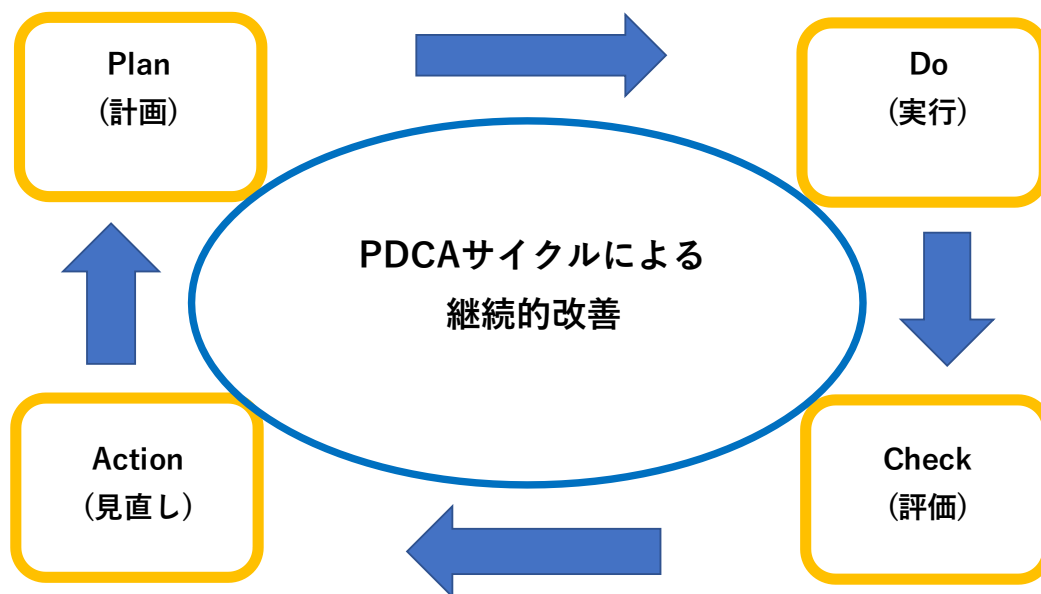 Plan
(計画)
Do
(実行)
PDCAサイクルによる
継続的改善
Action
(見直し)
Check
(評価)